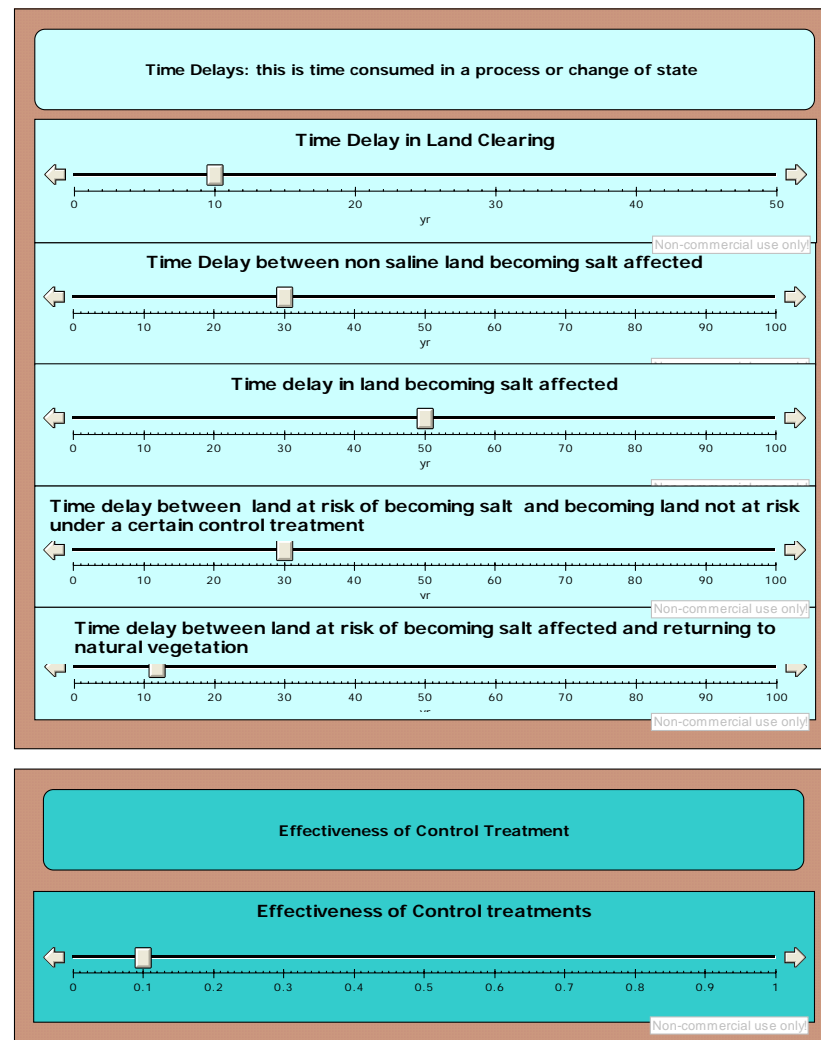 Time Delays: this is time consumed in a process or change of state
Time Delay in Land Clearing
0 10 20 30 40 50
yr
Non-commercial use only!
Time Delay between non saline land becoming salt affected
0 10 20 30 40 50 60 70 80 90 100
yr
Time delay in land becoming salt affected
0 10 20 30 40 50 60 70 80 90 100
yr
Time delay between land at risk of becoming salt and becoming land not at risk
under a certain control treatment
0 10 20 30 40 50 60 70 80 90 100
yr
Non-commercial use only!
Time delay between land at risk of becoming salt affected and returning to
natural vegetation
0 10 20 30 40 50 60 70 80 90 100
Non-commercial use only!
Effectiveness of Control Treatment
Effectiveness of Control treatments
0 0.1 0.2 0.3 0.4 0.5 0.6 0.7 0.8 0.9 1
Non-commercial use only!